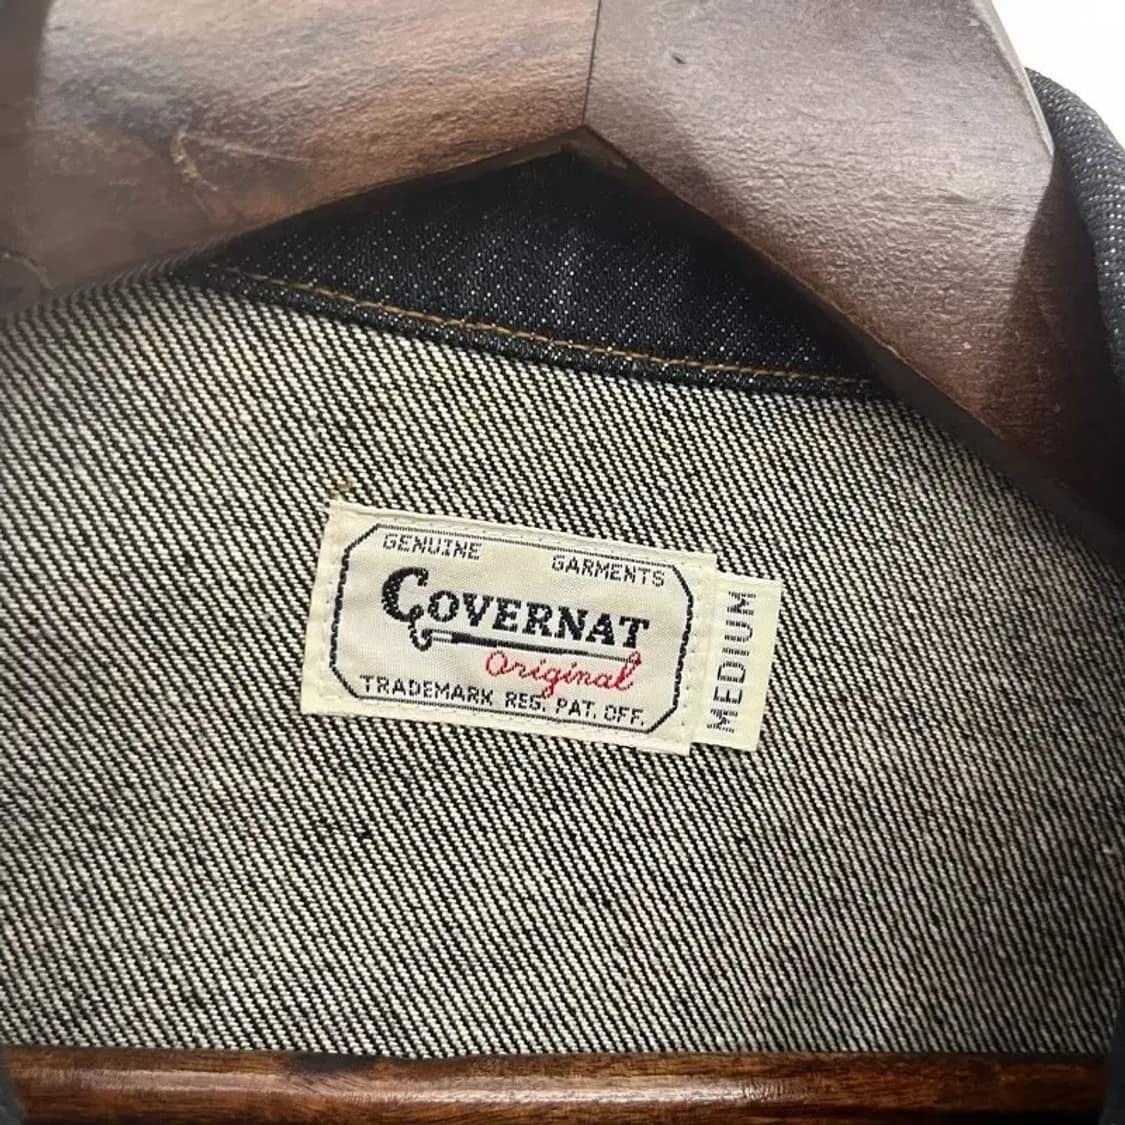 GENUINE GARMENTS
COVERNAT
Original
TRADEMARK REG. PAT. OFF.
MEDIUM